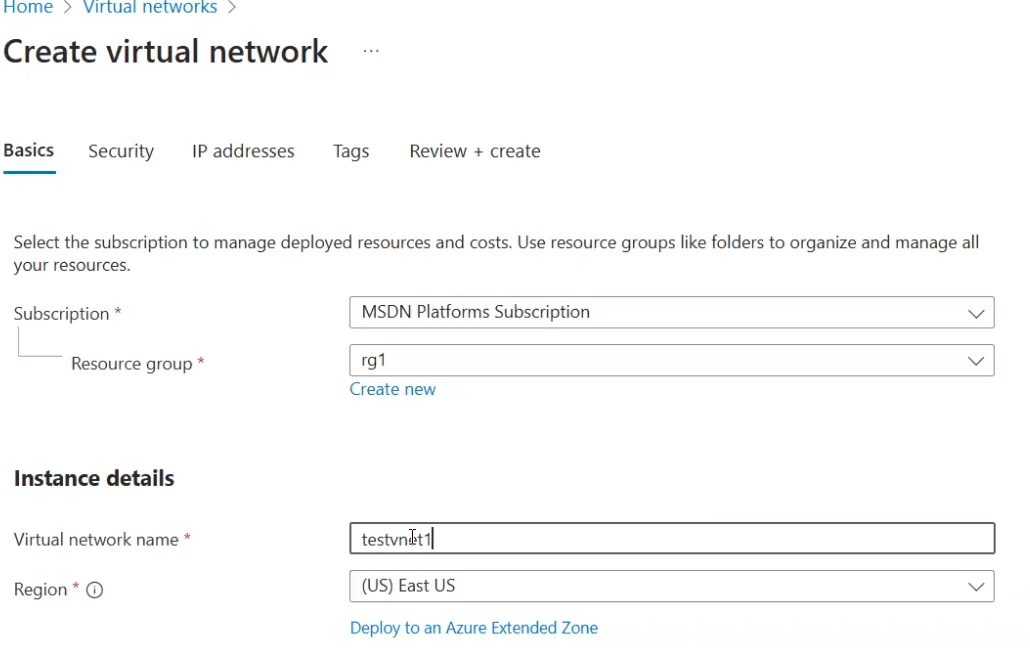 Home > Virtual networks >
Create virtual network ...
Basics Security IP addresses Tags Review + create
Select the subscription to manage deployed resources and costs. Use resource groups like folders to organize and manage all
your resources.
Subscription *
MSDN Platforms Subscription
Resource group *
rg1
Create new
Instance details
Virtual network name *
testvnet1
Region *
(US) East US
Deploy to an Azure Extended Zone